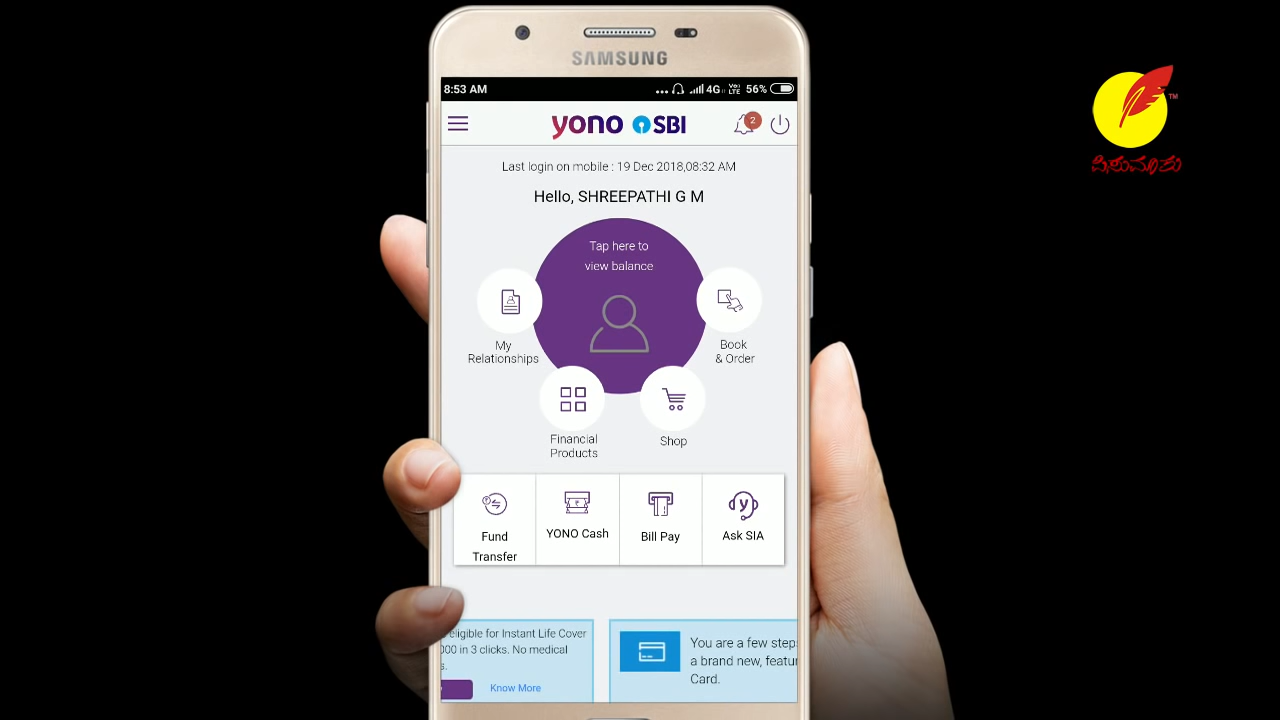 SAMSUNG
8:53 AM
4G
VoLTE
56%
yono SBI
2
Last login on mobile : 19 Dec 2018,08:32 AM
Hello, SHREEPATHI G M
Tap here to
view balance
My
Relationships
Book
& Order
Financial
Products
Shop
Fund
Transfer
YONO Cash
Bill Pay
Ask SIA
eligible for Instant Life Cover
000 in 3 clicks. No medical
s.
Know More
You are a few steps
a brand new, featu
Card.
TM
ಪಿಸುಮಾತು